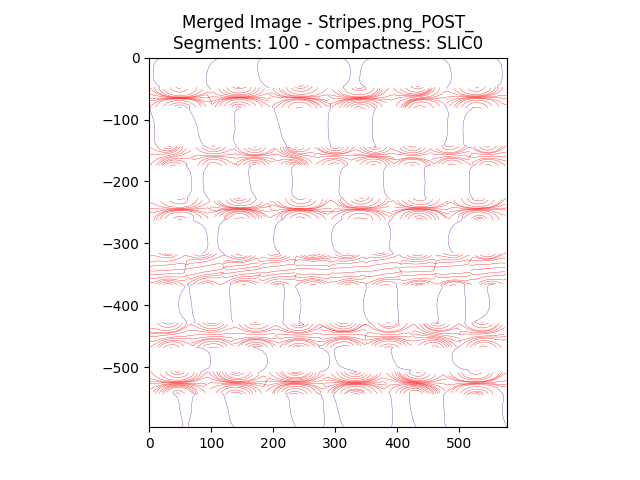 Merged Image - Stripes.png_POST_
Segments: 100 - compactness: SLIC0
0
−100
−200
−300
−400
−500
0 100 200 300 400 500